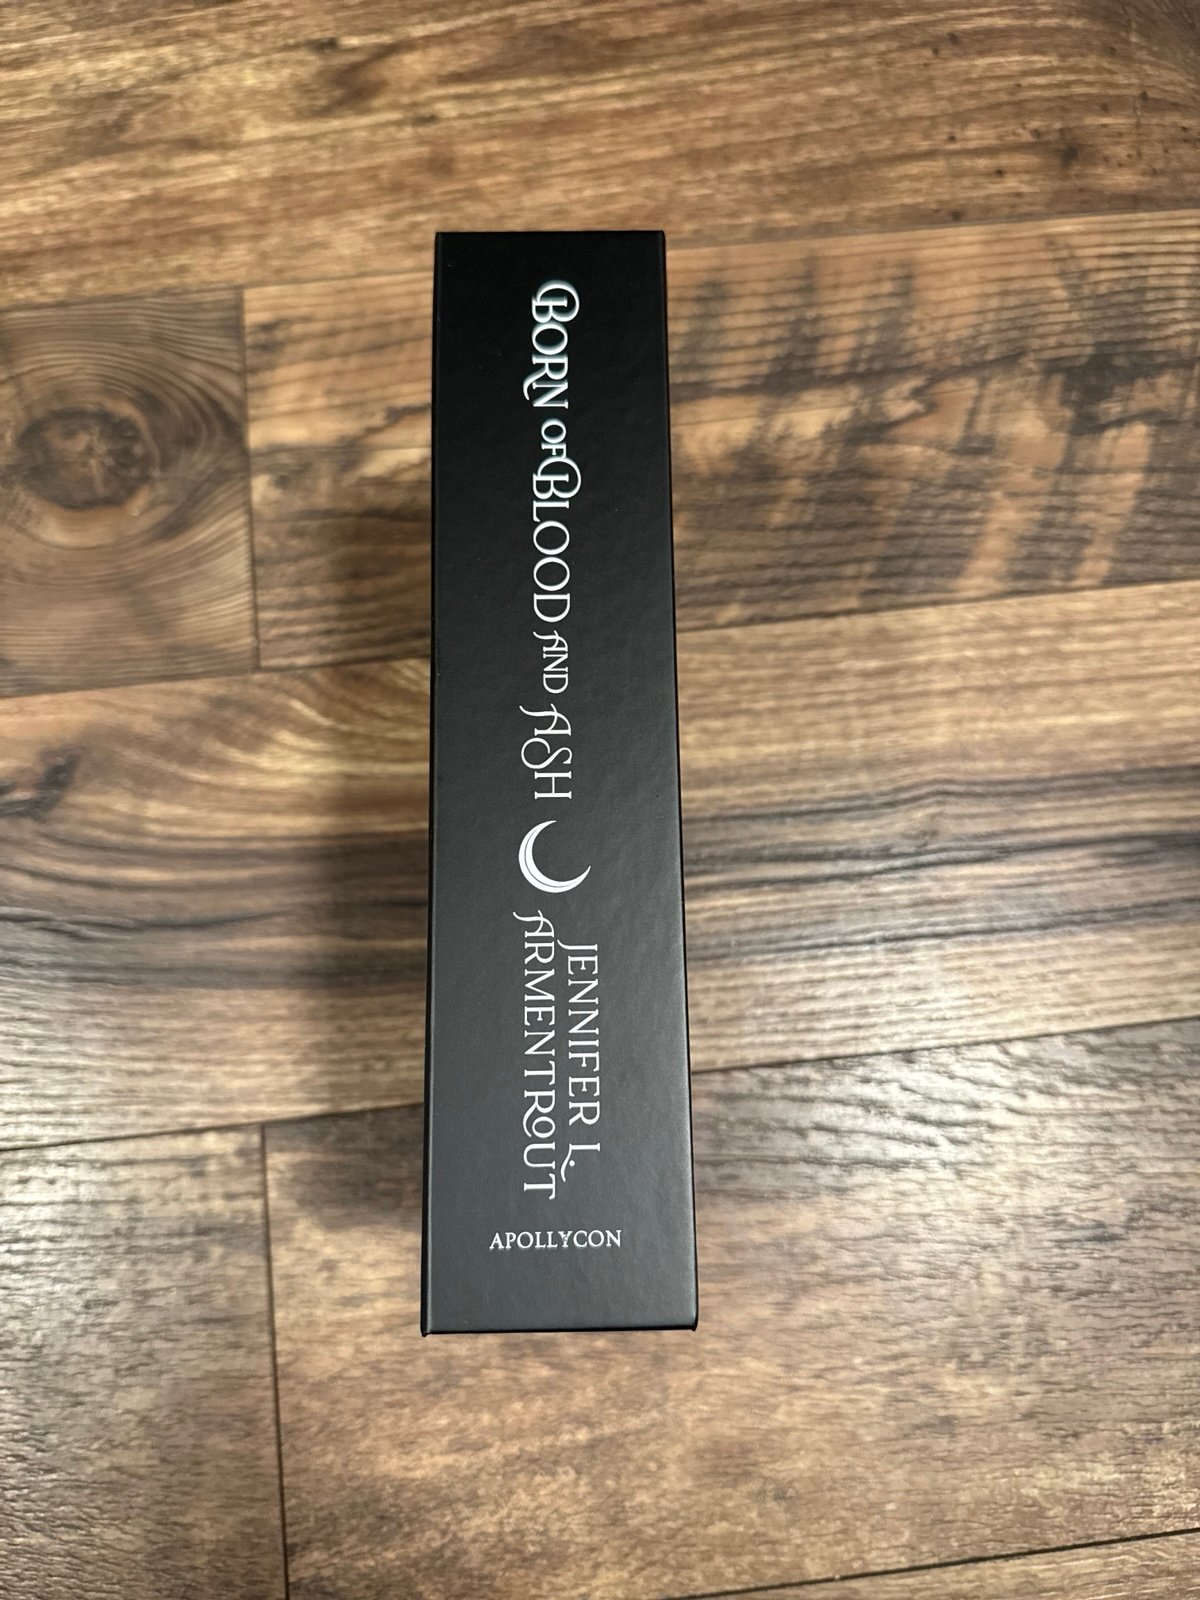 BORN OF BLOOD AND ASH
JENNIFER L.
ARMENTROUT
APOLLYCON